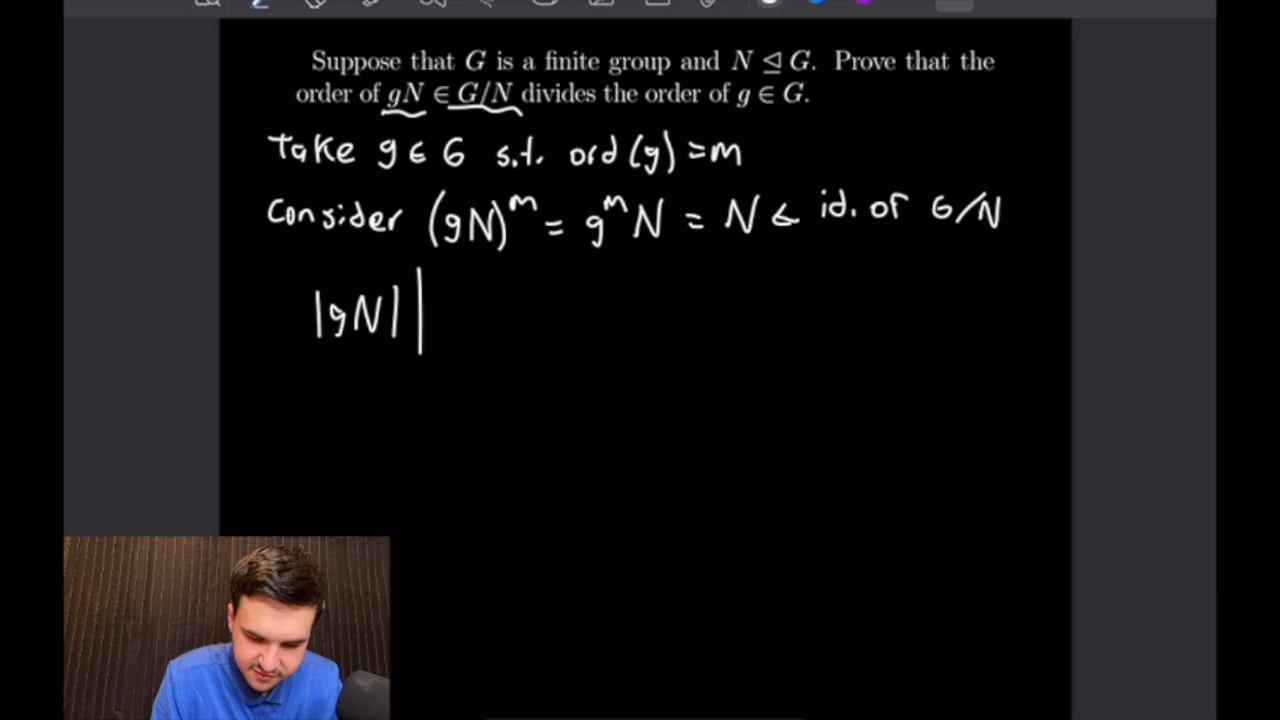 Suppose that G is a finite group and N ⊴ G. Prove that the
order of gN ∈ G/N divides the order of g ∈ G.
Take g ∈ G s.t. ord(g) = m
Consider (gN)^m = g^m N = N ← id. of G/N
|gN| |